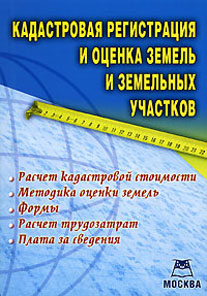 КАДАСТРОВАЯ РЕГИСТРАЦИЯ
И ОЦЕНКА ЗЕМЕЛЬ
И ЗЕМЕЛЬНЫХ
УЧАСТКОВ
• Расчет кадастровой стоимости
• Методика оценки земель
• Формы
• Расчет трудозатрат
• Плата за сведения
МОСКВА